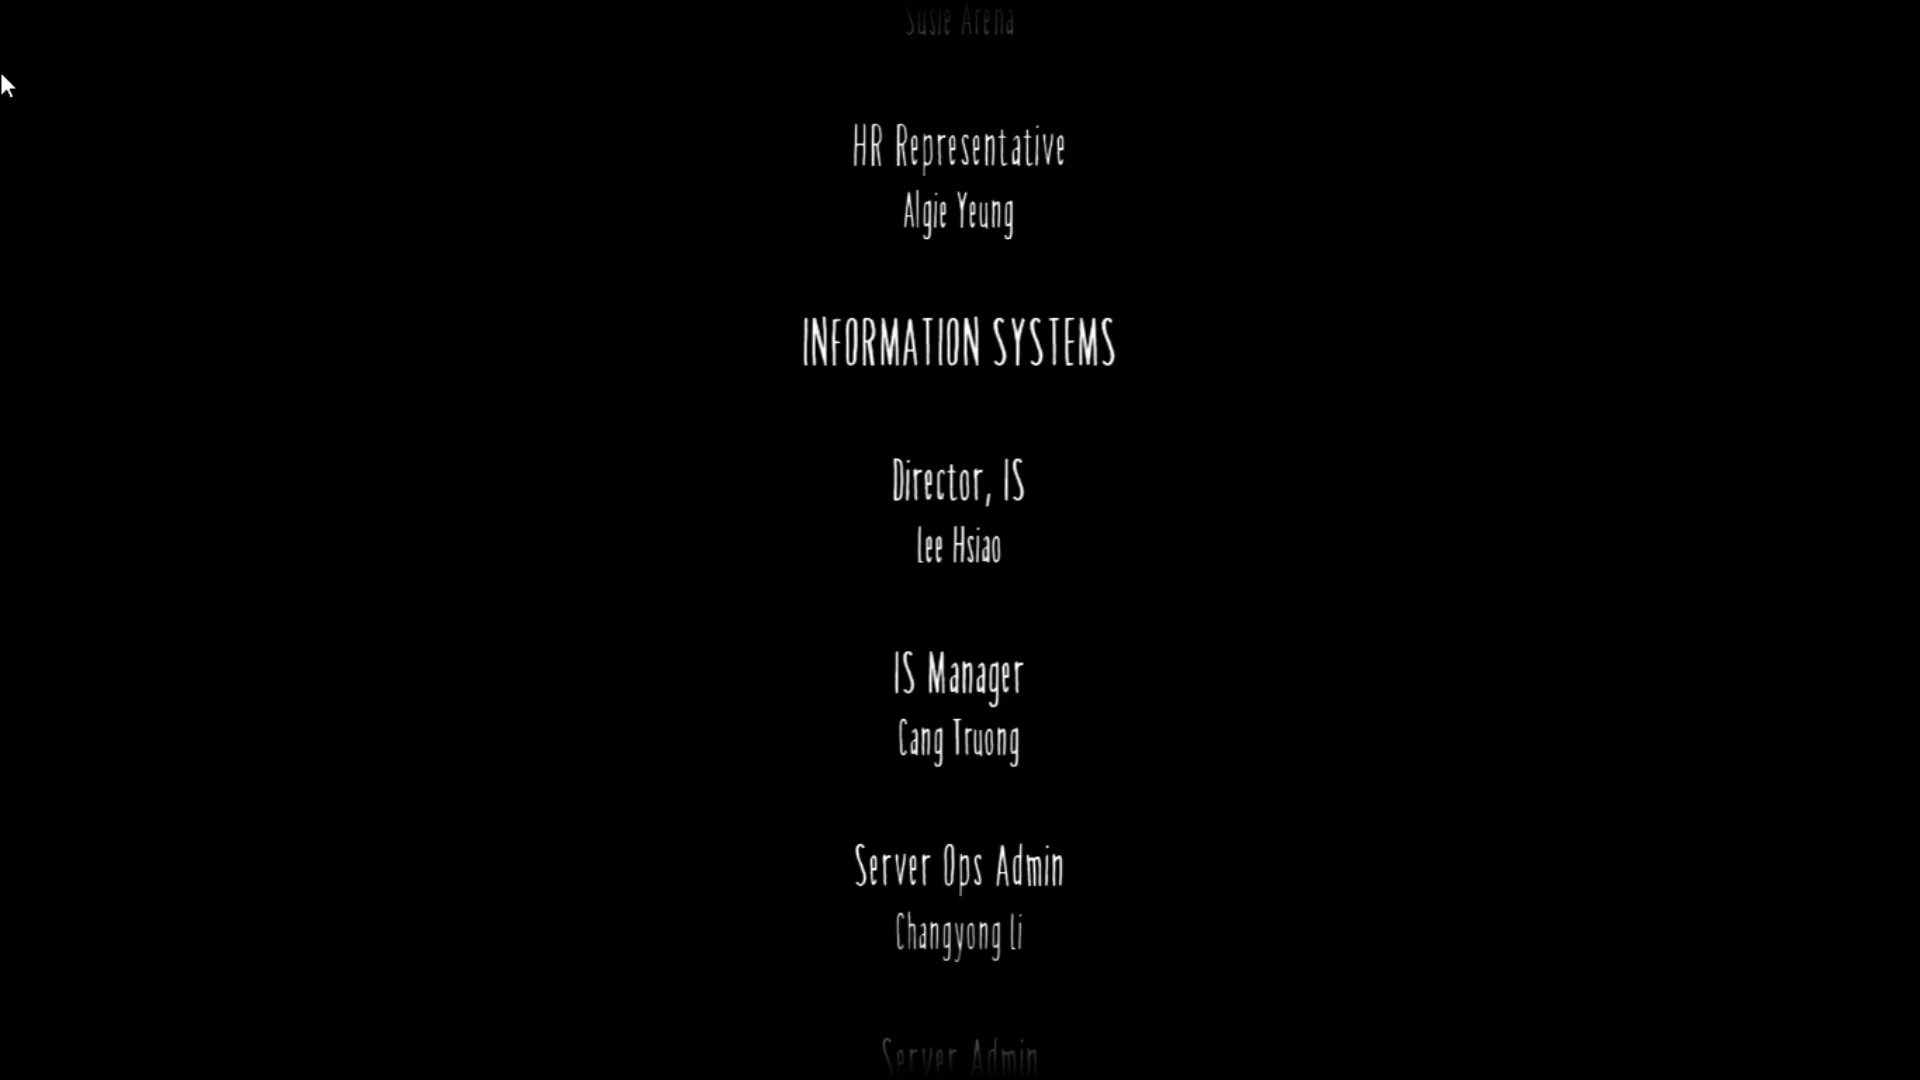 Susie Arena
HR Representative
Algie Yeung
INFORMATION SYSTEMS
Director, IS
Lee Hsiao
IS Manager
Cang Truong
Server Ops Admin
Changyong Li
Server Admin